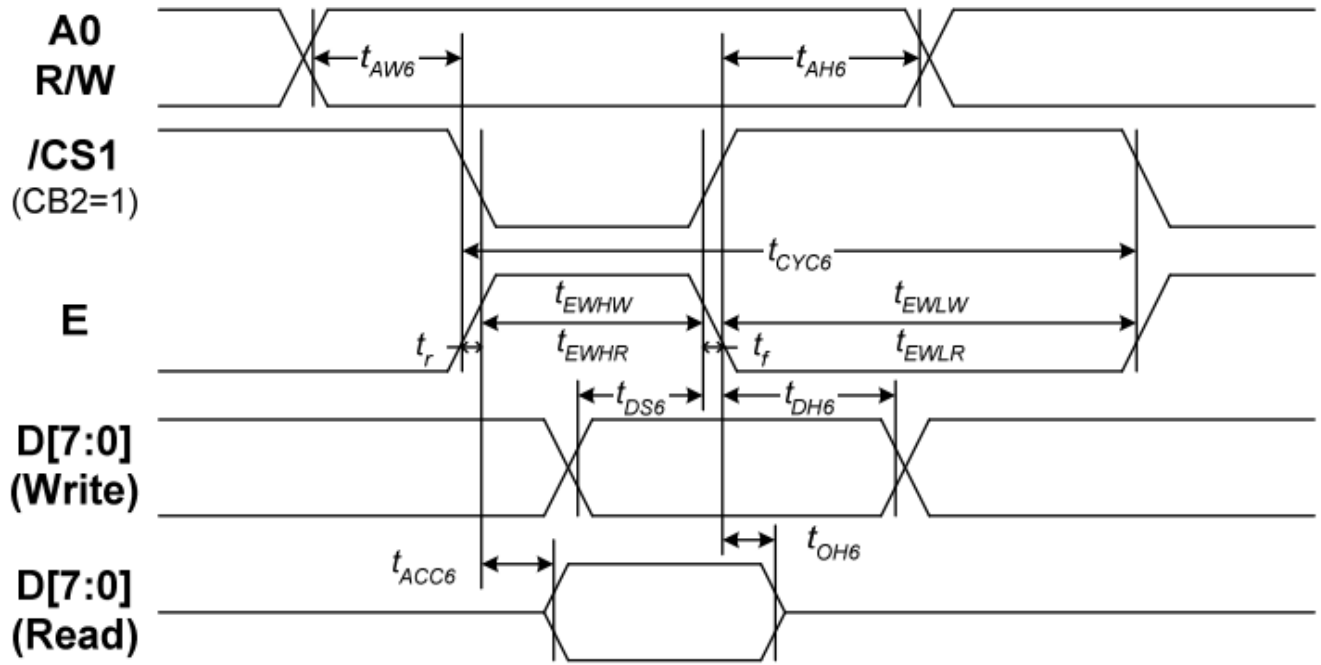 A0
R/W
tAW6
tAH6
/CS1
(CB2=1)
tCYC6
E
tEWHW
tEWLW
tr
tEWHR
tf
tEWLR
tDS6
tDH6
D[7:0]
(Write)
tOH6
tACC6
D[7:0]
(Read)